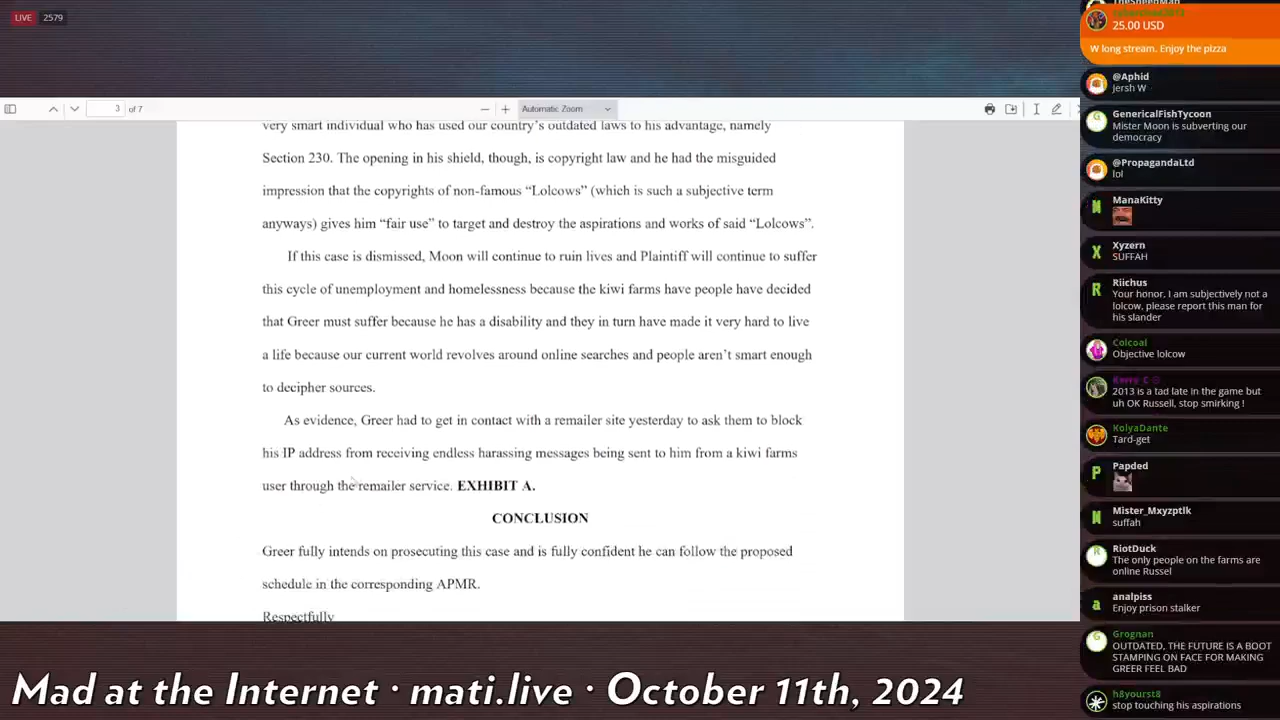 LIVE 2579
3 of 7
Automatic Zoom
very smart individual who has used our country's outdated laws to his advantage, namely
Section 230. The opening in his shield, though, is copyright law and he had the misguided
impression that the copyrights of non-famous “Lolcows” (which is such a subjective term
anyways) gives him “fair use” to target and destroy the aspirations and works of said “Lolcows”.
If this case is dismissed, Moon will continue to ruin lives and Plaintiff will continue to suffer
this cycle of unemployment and homelessness because the kiwi farms have people have decided
that Greer must suffer because he has a disability and they in turn have made it very hard to live
a life because our current world revolves around online searches and people aren’t smart enough
to decipher sources.
As evidence, Greer had to get in contact with a remailer site yesterday to ask them to block
his IP address from receiving endless harassing messages being sent to him from a kiwi farms
user through the remailer service. EXHIBIT A.
CONCLUSION
Greer fully intends on prosecuting this case and is fully confident he can follow the proposed
schedule in the corresponding APMR.
Respectfully
25.00 USD
W long stream. Enjoy the pizza
@Aphid
Jersh W
GenericalFishTycoon
Mister Moon is subverting our
democracy
@PropagandaLtd
lol
ManaKitty
Xyzern
SUFFAH
Riichus
Your honor, I am subjectively not a
lolcow, please report this man for
his slander
Colcoal
Objective lolcow
2013 is a tad late in the game but
uh OK Russell, stop smirking !
KolyaDante
Tard-get
Papded
Mister_Mxyzptlk
suffah
RiotDuck
The only people on the farms are
online Russel
analpiss
Enjoy prison stalker
Grognan
OUTDATED, THE FUTURE IS A BOOT
STAMPING ON FACE FOR MAKING
GREER FEEL BAD
h8yourst8
stop touching his aspirations
Mad at the Internet · mati.live · October 11th, 2024